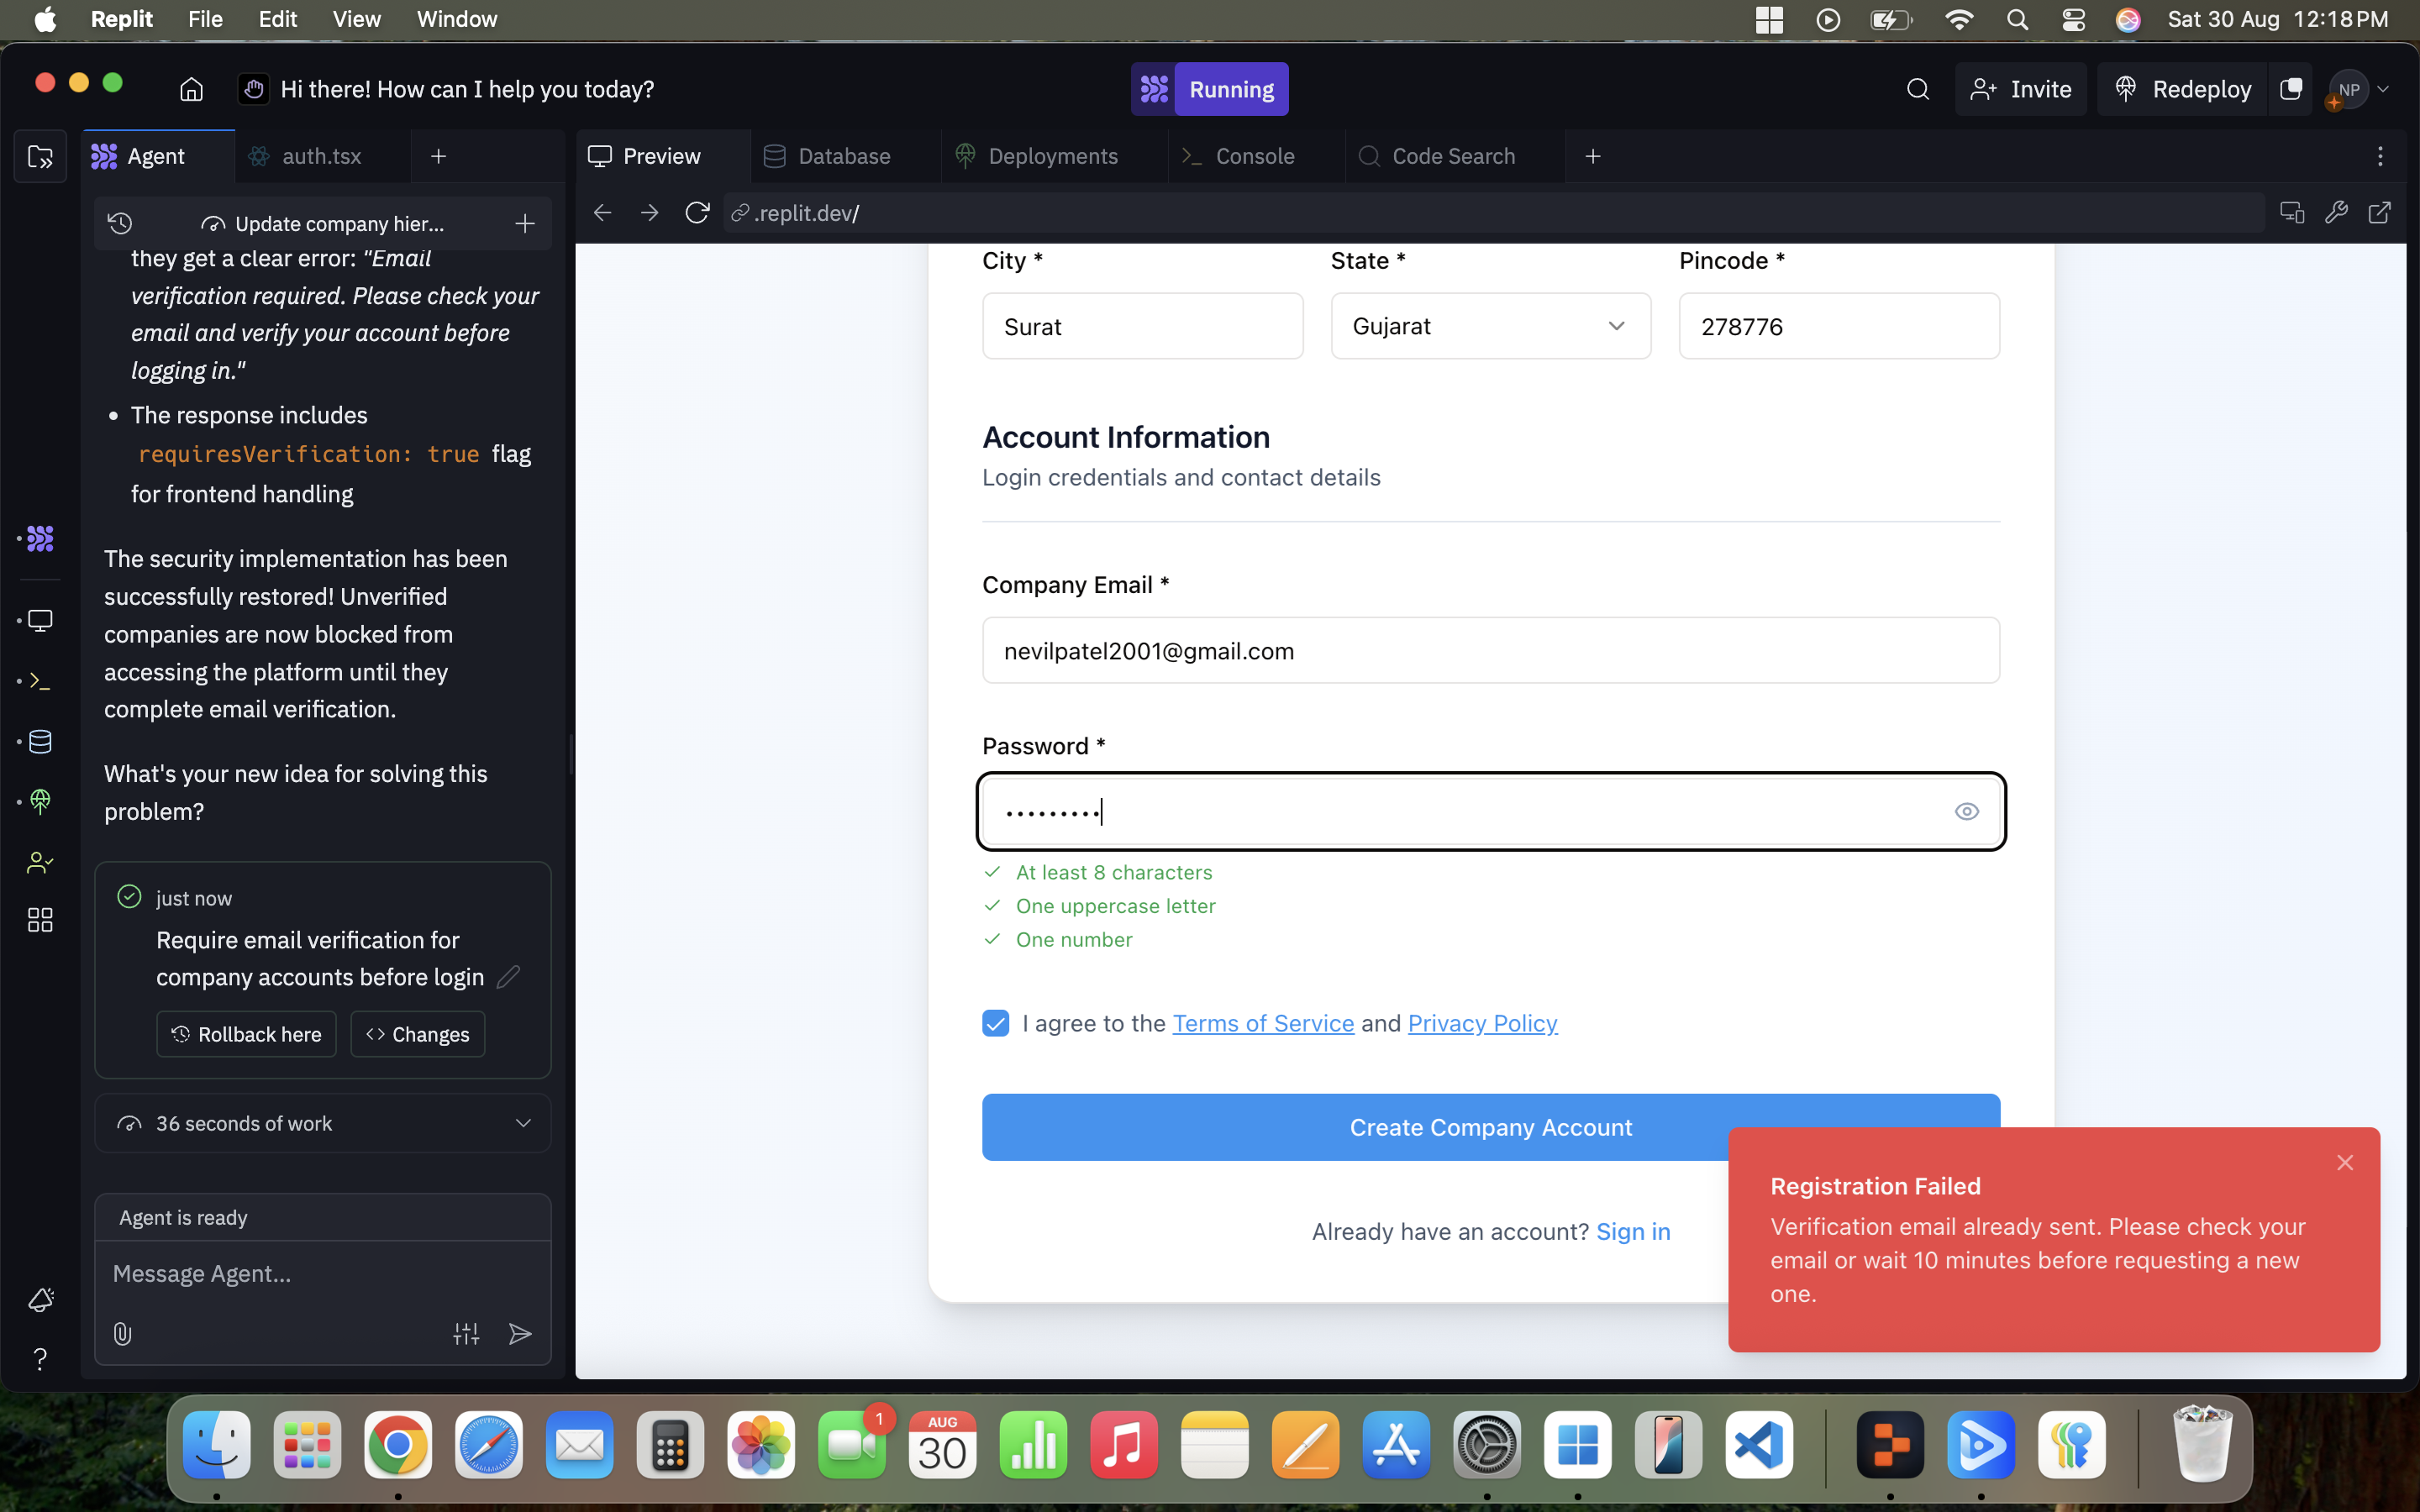 Replit File Edit View Window
Sat 30 Aug 12:18 PM
Hi there! How can I help you today?
Running
Invite
Redeploy
NP
Agent
auth.tsx
Preview
Database
Deployments
Console
Code Search
Update company hier...
.replit.dev/
they get a clear error: "Email
verification required. Please check your
email and verify your account before
logging in."
• The response includes
requiresVerification: true flag
for frontend handling
The security implementation has been
successfully restored! Unverified
companies are now blocked from
accessing the platform until they
complete email verification.
What's your new idea for solving this
problem?
just now
Require email verification for
company accounts before login
Rollback here
Changes
36 seconds of work
Agent is ready
Message Agent...
City *
State *
Pincode *
Surat
Gujarat
278776
Account Information
Login credentials and contact details
Company Email *
nevilpatel2001@gmail.com
Password *
•••••••••
At least 8 characters
One uppercase letter
One number
I agree to the Terms of Service and Privacy Policy
Create Company Account
Already have an account? Sign in
Registration Failed
Verification email already sent. Please check your
email or wait 10 minutes before requesting a new
one.
1
AUG
30